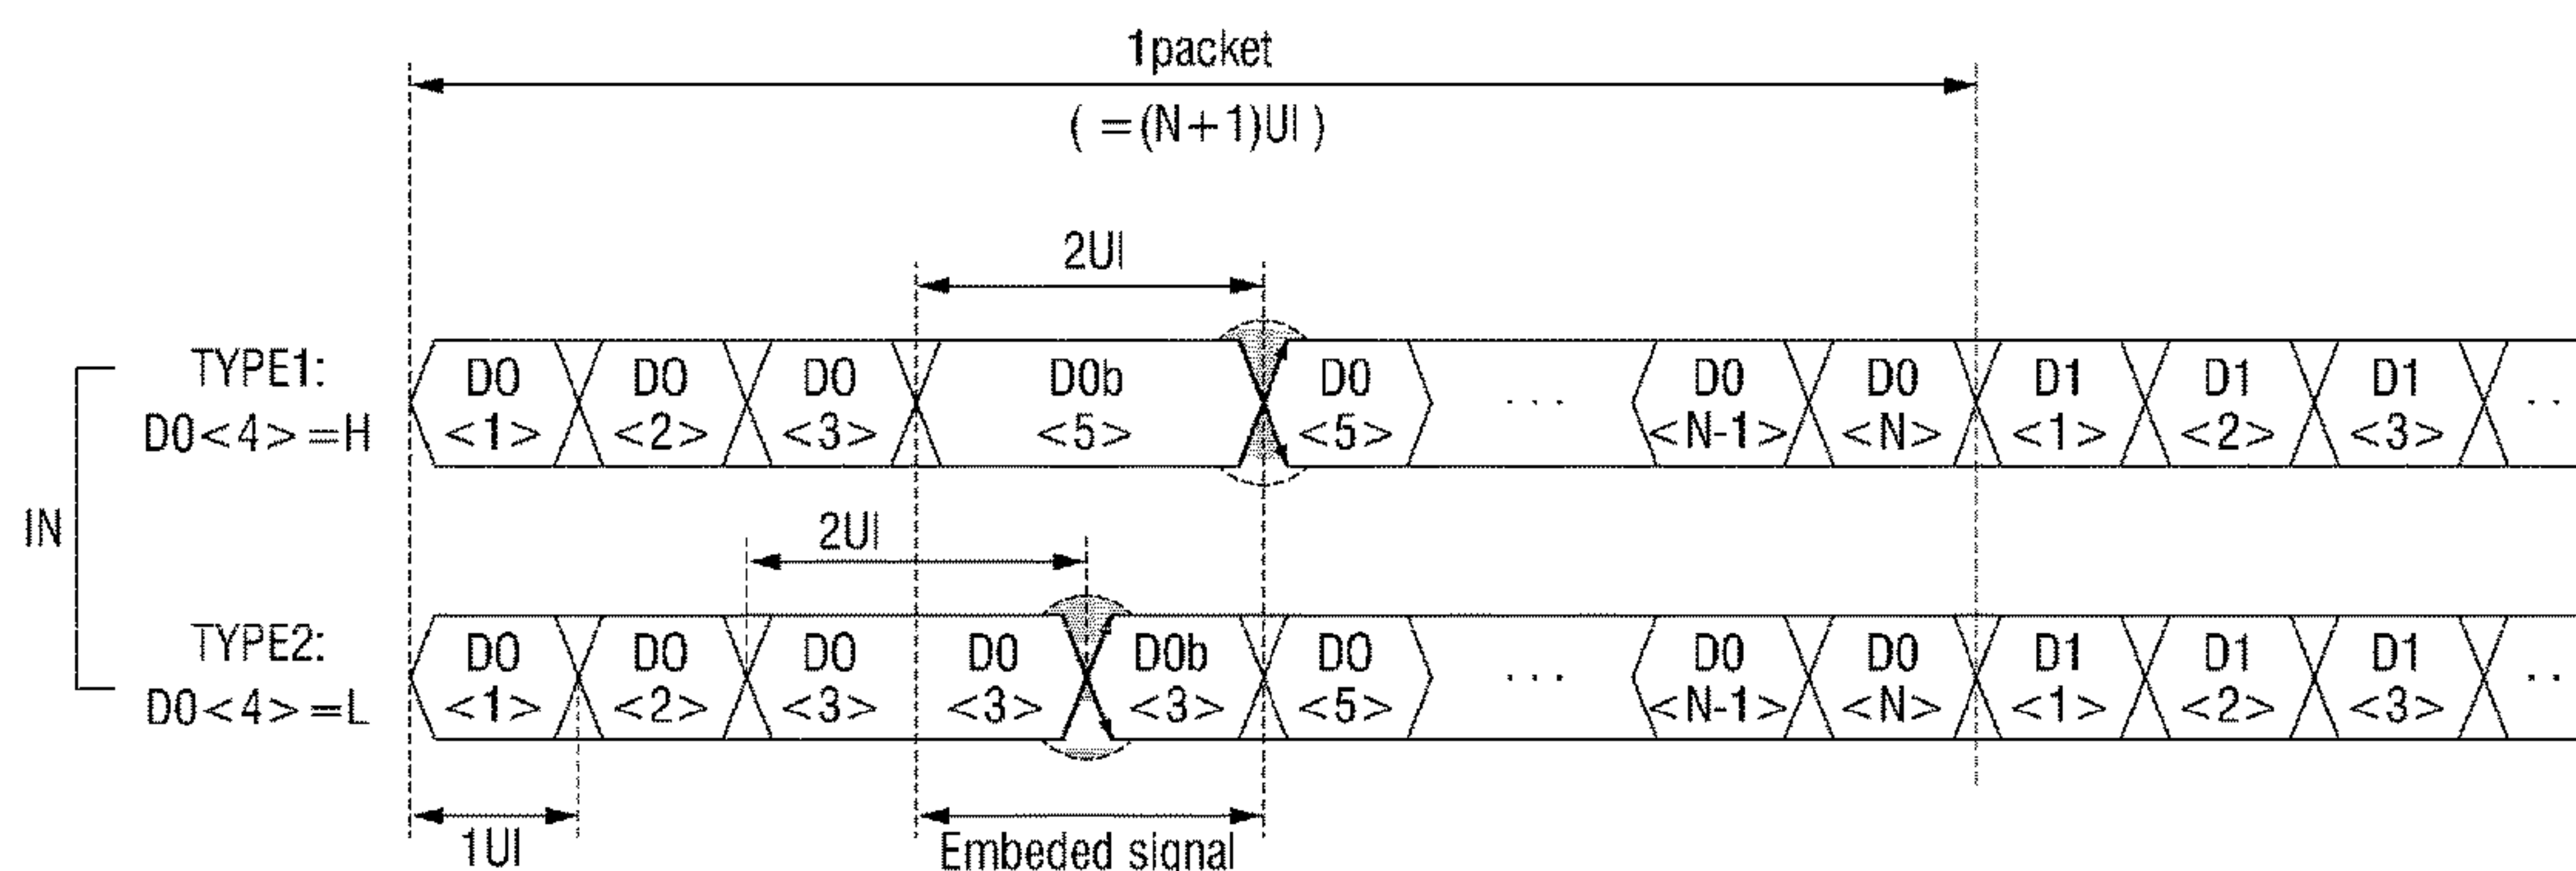 1packet
( =(N+1)UI )
2UI
TYPE1:
D0<4>=H
D0
<1>
D0
<2>
D0
<3>
D0b
<5>
D0
<5>
...
D0
<N-1>
D0
<N>
D1
<1>
D1
<2>
D1
<3>
..
IN
2UI
TYPE2:
D0<4>=L
D0
<1>
D0
<2>
D0
<3>
D0
<3>
D0b
<3>
D0
<5>
...
D0
<N-1>
D0
<N>
D1
<1>
D1
<2>
D1
<3>
..
1UI
Embeded signal